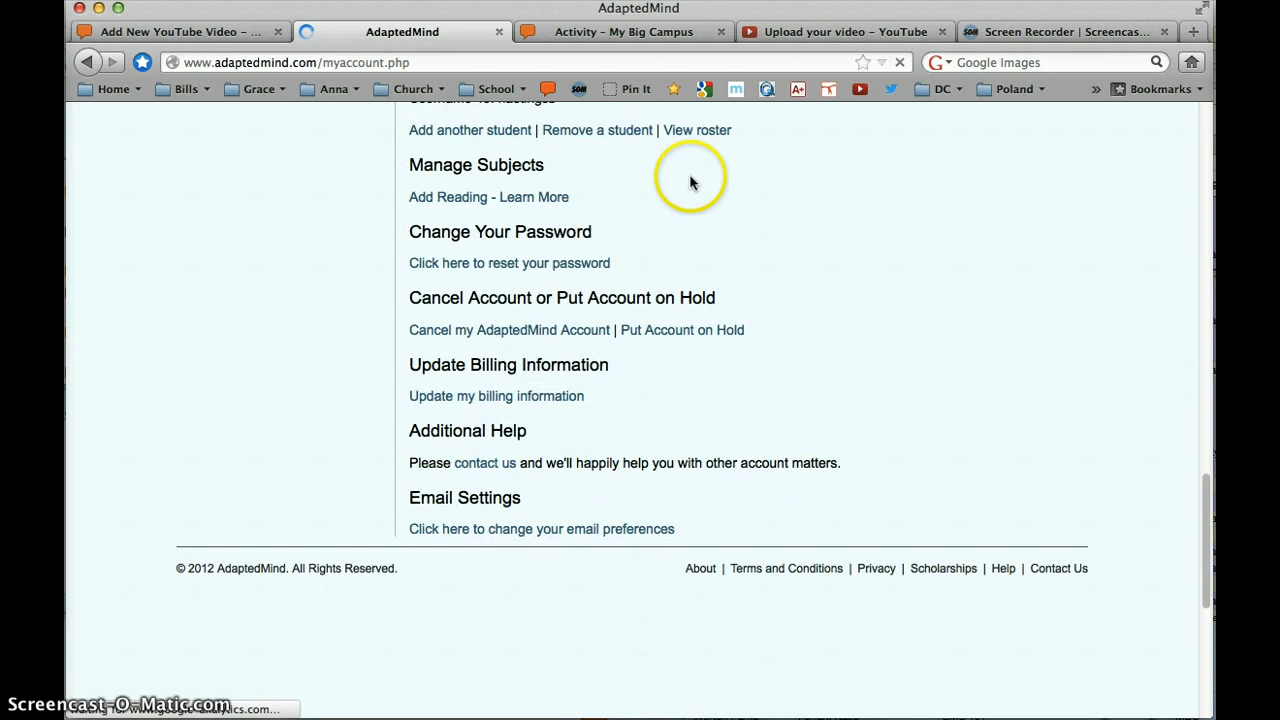 AdaptedMind
Add New YouTube Video - ...
AdaptedMind
Activity - My Big Campus
Upload your video - YouTube
Screen Recorder | Screencas...
www.adaptedmind.com/myaccount.php
Google Images
Home
Bills
Grace
Anna
Church
School
Pin It
DC
Poland
Bookmarks
Add another student | Remove a student | View roster
Manage Subjects
Add Reading - Learn More
Change Your Password
Click here to reset your password
Cancel Account or Put Account on Hold
Cancel my AdaptedMind Account | Put Account on Hold
Update Billing Information
Update my billing information
Additional Help
Please contact us and we'll happily help you with other account matters.
Email Settings
Click here to change your email preferences
© 2012 AdaptedMind. All Rights Reserved.
About | Terms and Conditions | Privacy | Scholarships | Help | Contact Us
Screencast-O-Matic.com